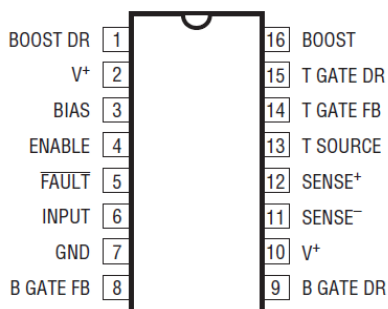 BOOST DR 1 16 BOOST
V+ 2 15 T GATE DR
BIAS 3 14 T GATE FB
ENABLE 4 13 T SOURCE
FAULT 5 12 SENSE+
INPUT 6 11 SENSE–
GND 7 10 V+
B GATE FB 8 9 B GATE DR